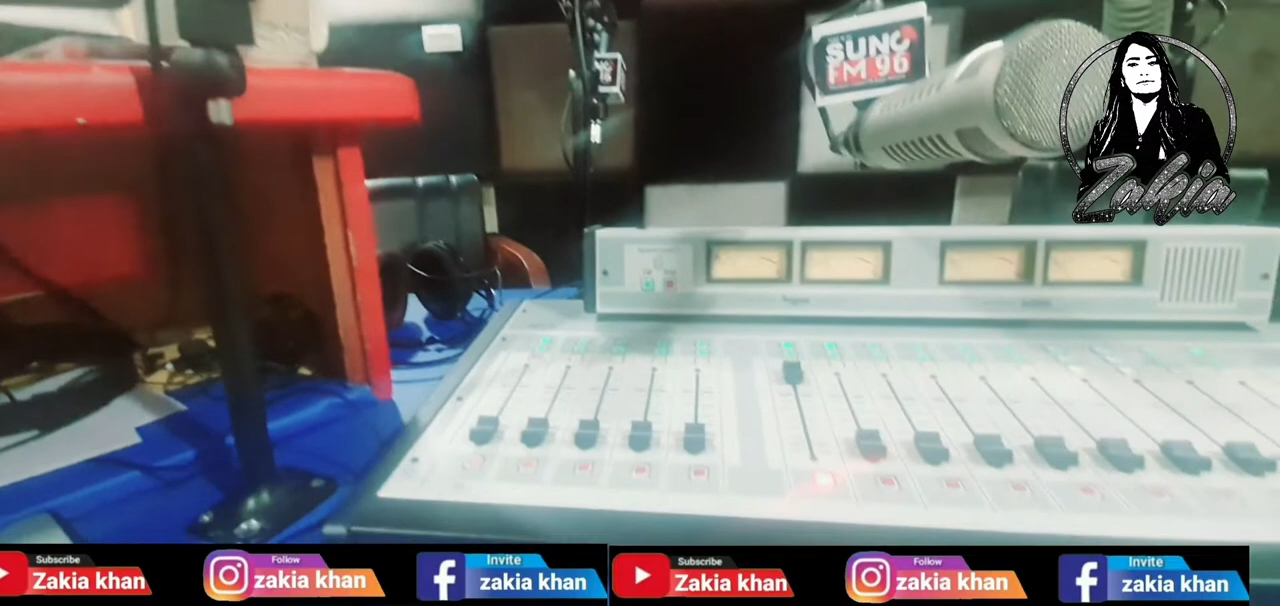 SUNO
FM 96
Zakia
Subscribe
Zakia khan
Follow
zakia khan
Invite
zakia khan
Subscribe
Zakia khan
Follow
zakia khan
Invite
zakia khan